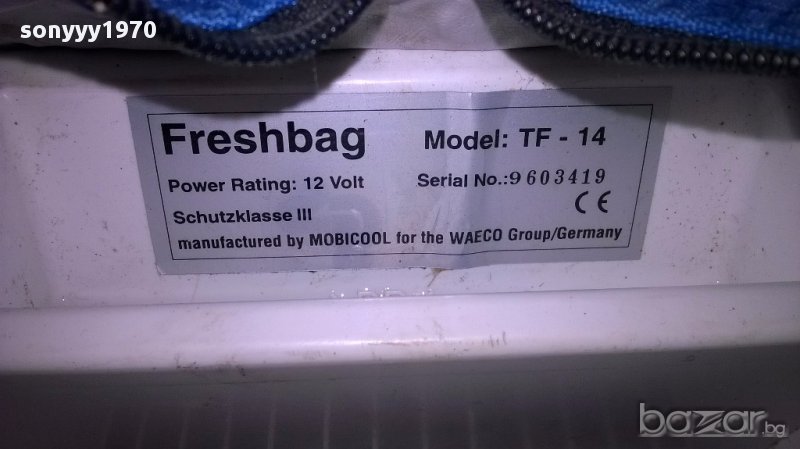 sonyyy1970
Freshbag Model: TF - 14
Power Rating: 12 Volt Serial No.:9603419
Schutzklasse III CE
manufactured by MOBICOOL for the WAECO Group/Germany
bazar.bg